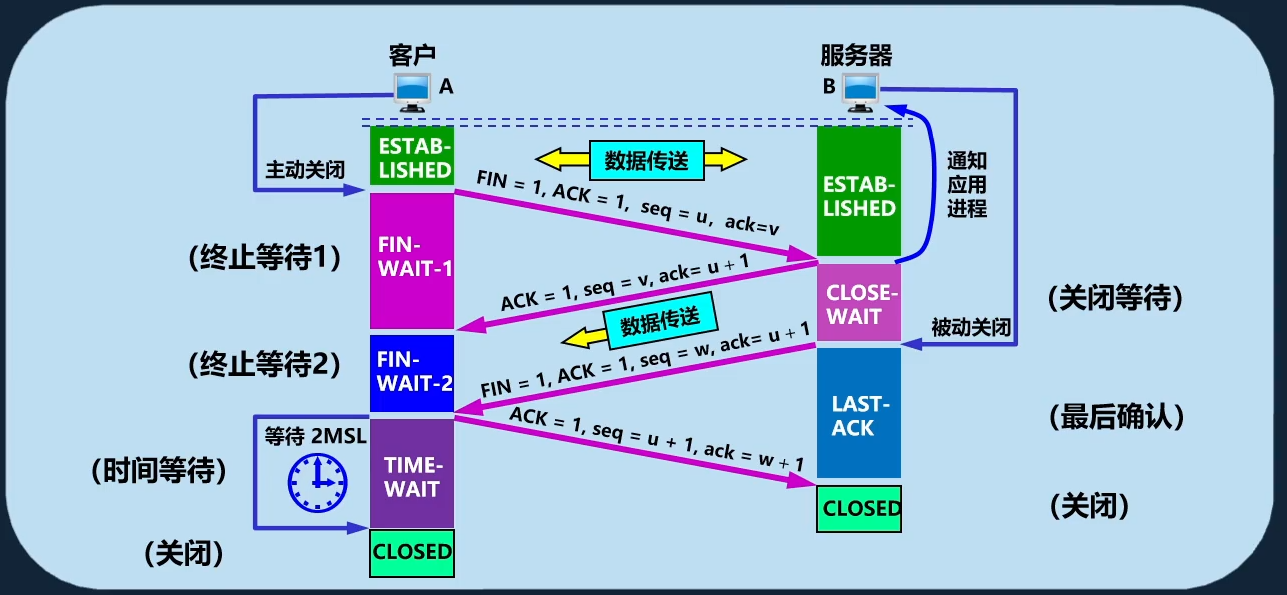 客户
服务器
A
B
ESTAB-
LISHED
数据传送
ESTAB-
LISHED
通知
应用
进程
主动关闭
FIN = 1, ACK = 1, seq = u, ack=v
(终止等待1)
FIN-
WAIT-1
ACK = 1, seq = v, ack= u + 1
CLOSE-
WAIT
(关闭等待)
数据传送
被动关闭
(终止等待2)
FIN-
WAIT-2
FIN = 1, ACK = 1, seq = w, ack= u + 1
LAST-
ACK
(最后确认)
ACK = 1, seq = u + 1, ack = w + 1
等待 2MSL
(时间等待)
TIME-
WAIT
CLOSED
(关闭)
(关闭)
CLOSED